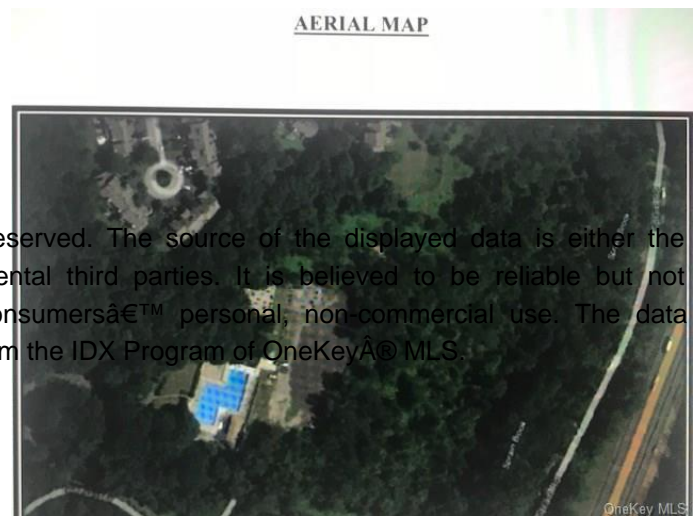 AERIAL MAP
eserved. The source of the displayed data is either the
ental third parties. It is believed to be reliable but not
onsumersâ€™ personal, non-commercial use. The data
m the IDX Program of OneKeyÂ® MLS.
OneKey MLS